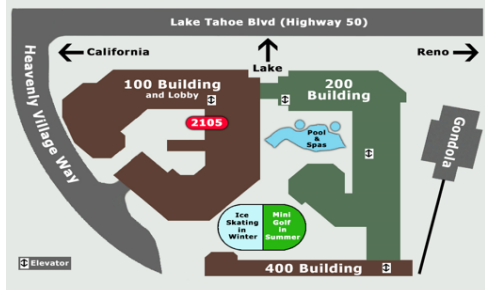 Lake Tahoe Blvd (Highway 50)
California
Lake
Reno
Heavenly Village Way
100 Building
and Lobby
200
Building
2105
Pool
&
Spas
Gondola
Ice
Skating
in
Winter
Mini
Golf
in
Summer
Elevator
400 Building